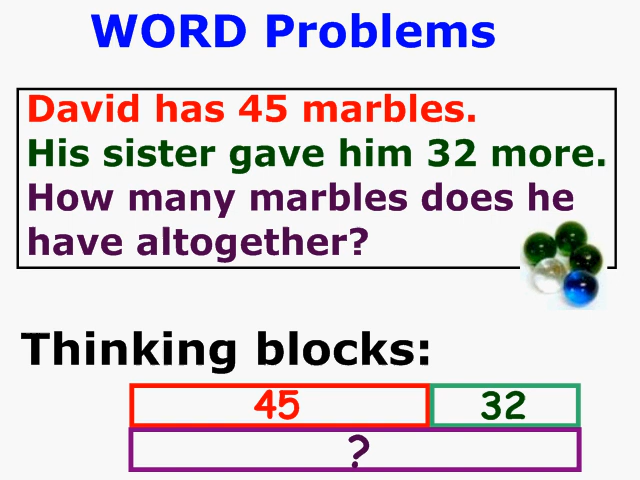 WORD Problems
David has 45 marbles.
His sister gave him 32 more.
How many marbles does he
have altogether?
Thinking blocks:
45 32
?